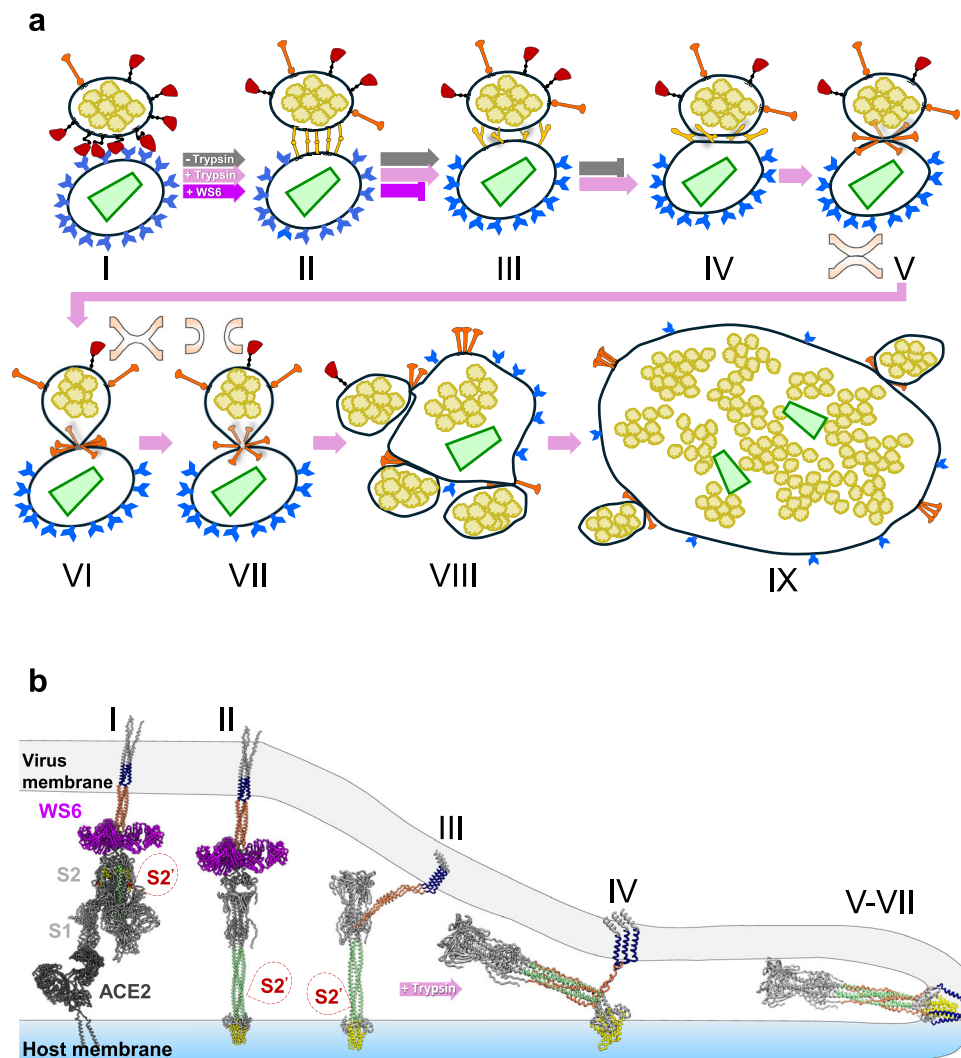 a
- Trypsin
+ Trypsin
+ WS6
I
II
III
IV
V
VI
VII
VIII
IX
b
I
II
Virus
membrane
WS6
III
S2
S2'
IV
V-VII
S1
S2'
S2'
ACE2
+ Trypsin
Host membrane